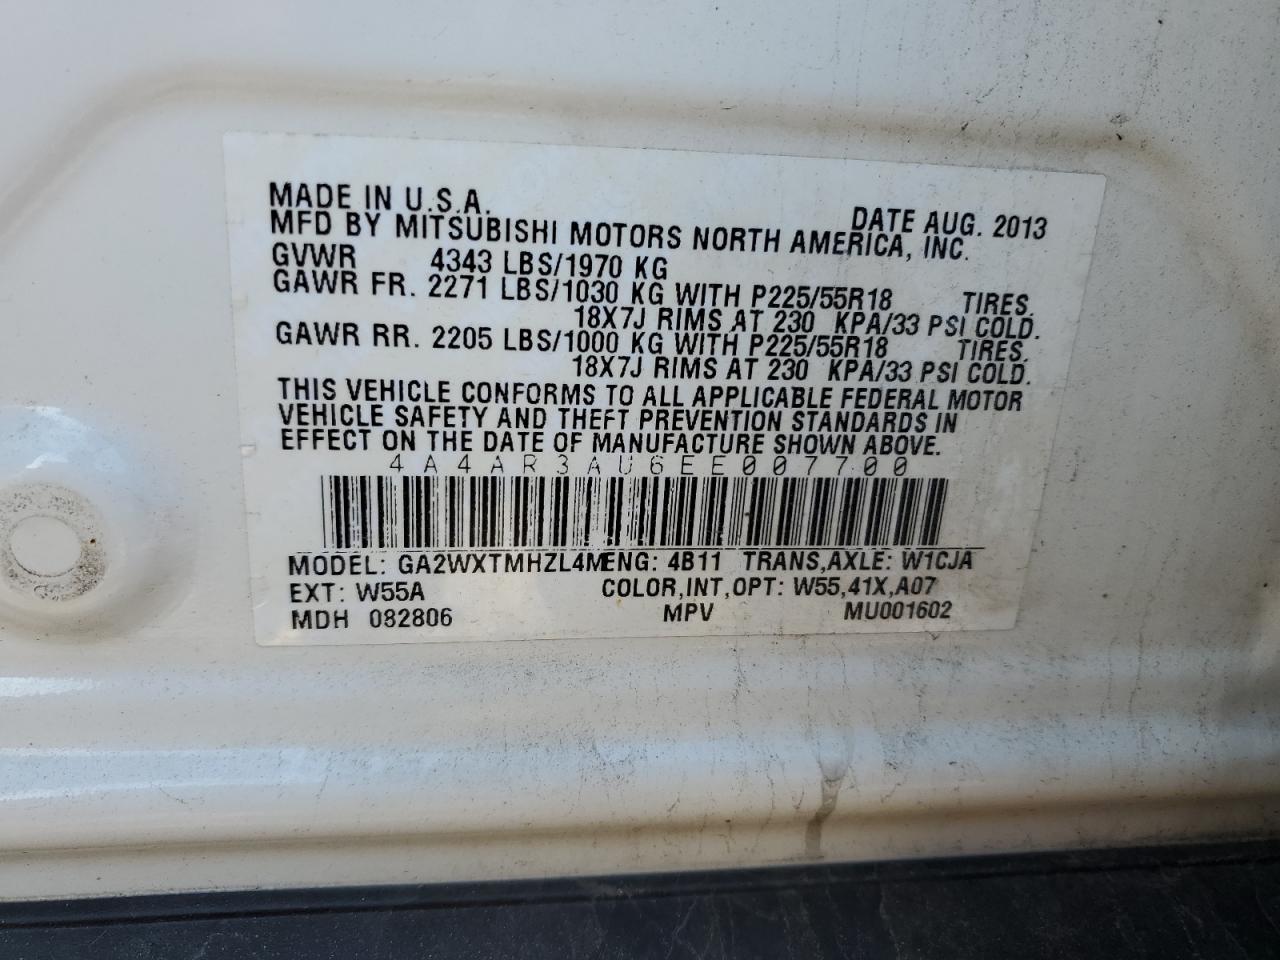 MADE IN U.S.A. DATE AUG. 2013
MFD BY MITSUBISHI MOTORS NORTH AMERICA, INC.
GVWR 4343 LBS/1970 KG
GAWR FR. 2271 LBS/1030 KG WITH P225/55R18 TIRES.
18X7J RIMS AT 230 KPA/33 PSI COLD.
GAWR RR. 2205 LBS/1000 KG WITH P225/55R18 TIRES.
18X7J RIMS AT 230 KPA/33 PSI COLD.
THIS VEHICLE CONFORMS TO ALL APPLICABLE FEDERAL MOTOR
VEHICLE SAFETY AND THEFT PREVENTION STANDARDS IN
EFFECT ON THE DATE OF MANUFACTURE SHOWN ABOVE.
4A4AR3AU6EE007700
MODEL: GA2WXTMHZL4M ENG: 4B11 TRANS,AXLE: W1CJA
EXT: W55A COLOR,INT,OPT: W55,41X,A07
MDH 082806 MPV MU001602